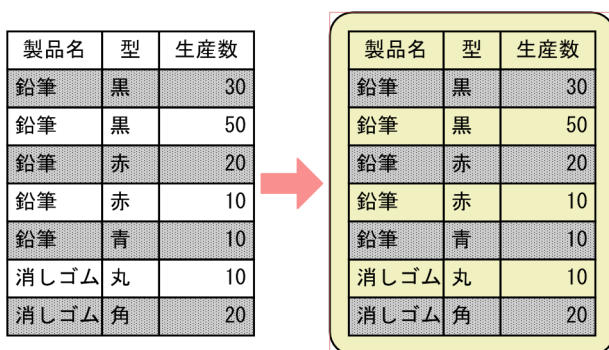 製品名 型 生産数
鉛筆 黒 30
鉛筆 黒 50
鉛筆 赤 20
鉛筆 赤 10
鉛筆 青 10
消しゴム 丸 10
消しゴム 角 20
製品名 型 生産数
鉛筆 黒 30
鉛筆 黒 50
鉛筆 赤 20
鉛筆 赤 10
鉛筆 青 10
消しゴム 丸 10
消しゴム 角 20